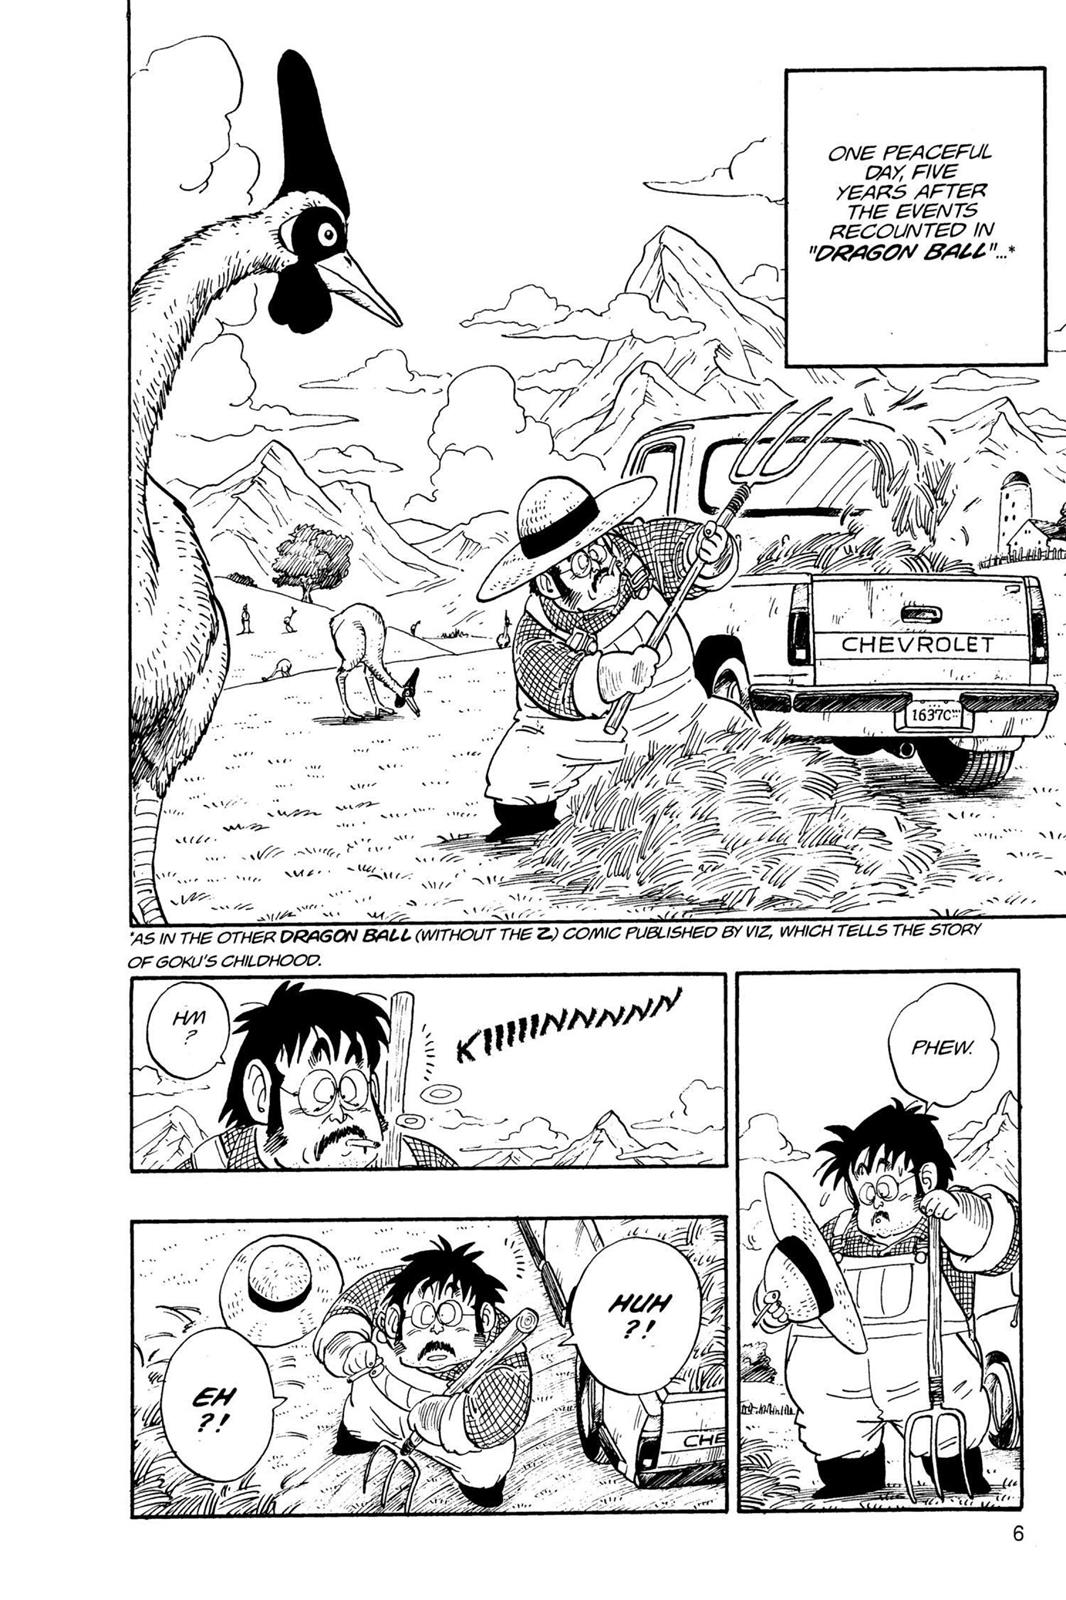 ONE PEACEFUL
DAY, FIVE
YEARS AFTER
THE EVENTS
RECOUNTED IN
"DRAGON BALL"...*
CHEVROLET
1637C
*AS IN THE OTHER DRAGON BALL (WITHOUT THE Z) COMIC PUBLISHED BY VIZ, WHICH TELLS THE STORY
OF GOKU'S CHILDHOOD.
PHEW.
HM
?
KIIIIIINNNNN
HUH
?!
EH
?!
CHE
6